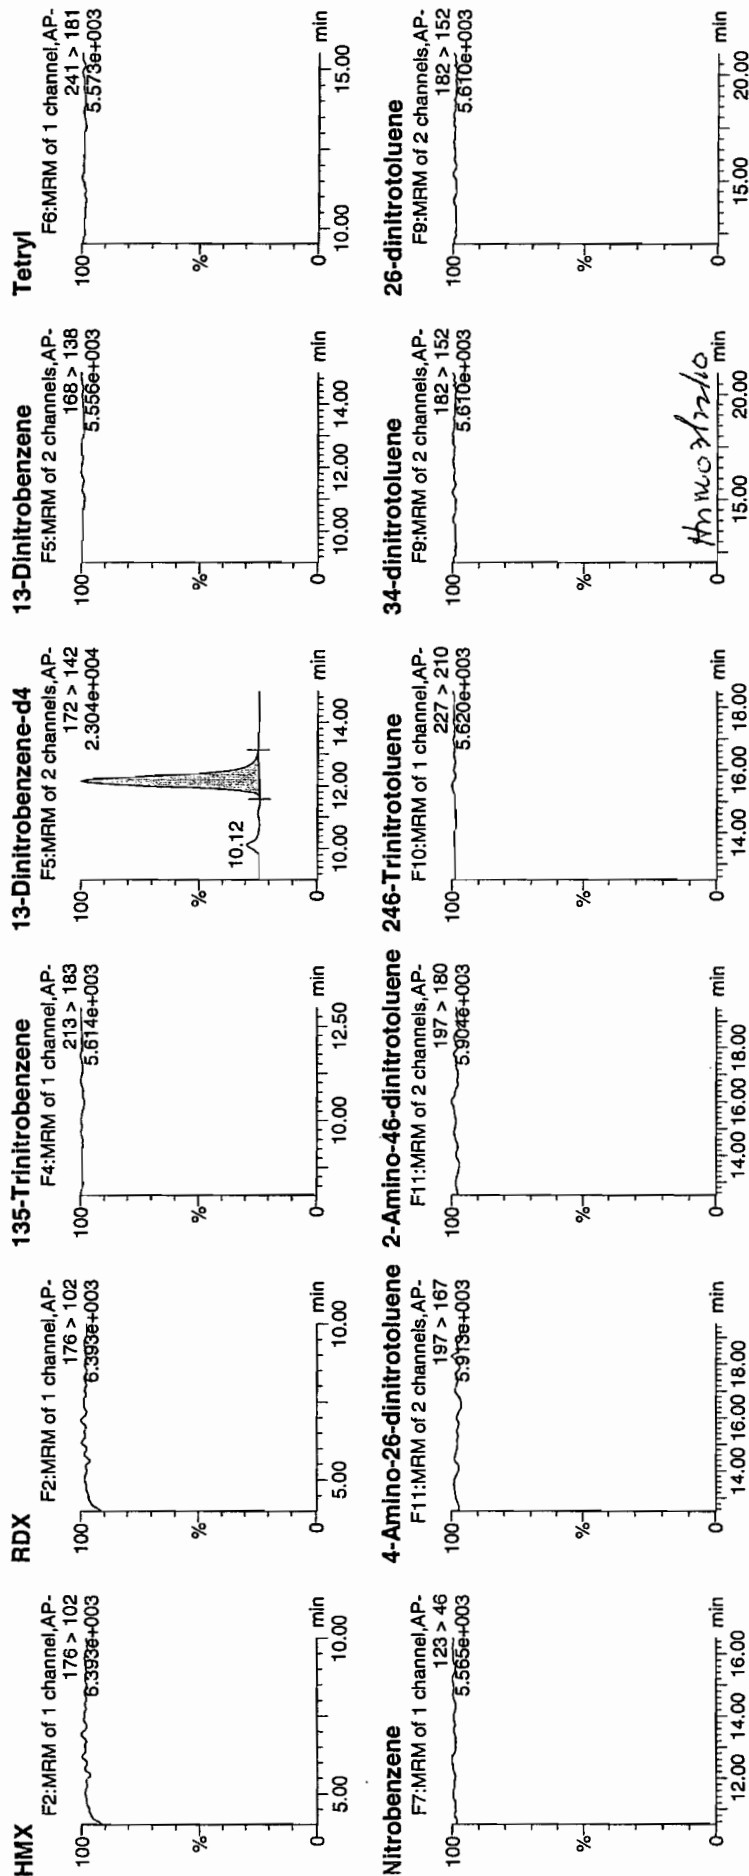 HMX
F2:MRM of 1 channel,AP-
176 > 102
6.393e+003
100
%
0
5.00
10.00
min
RDX
F2:MRM of 1 channel,AP-
176 > 102
6.393e+003
100
%
0
5.00
10.00
min
135-Trinitrobenzene
F4:MRM of 1 channel,AP-
213 > 183
5.614e+003
100
%
0
10.00
12.50
min
13-Dinitrobenzene-d4
F5:MRM of 2 channels,AP-
172 > 142
2.304e+004
100
10.12
%
0
10.00
12.00
14.00
min
13-Dinitrobenzene
F5:MRM of 2 channels,AP-
168 > 138
5.556e+003
100
%
0
10.00
12.00
14.00
min
Tetryl
F6:MRM of 1 channel,AP-
241 > 181
5.573e+003
100
%
0
10.00
15.00
min
Nitrobenzene
F7:MRM of 1 channel,AP-
123 > 46
5.565e+003
100
%
0
12.00
14.00
16.00
min
4-Amino-26-dinitrotoluene
F11:MRM of 2 channels,AP-
197 > 167
5.913e+003
100
%
0
14.00
16.00
18.00
min
2-Amino-46-dinitrotoluene
F11:MRM of 2 channels,AP-
197 > 180
5.904e+003
100
%
0
14.00
16.00
18.00
min
246-Trinitrotoluene
F10:MRM of 1 channel,AP-
227 > 210
5.620e+003
100
%
0
14.00
16.00
18.00
min
34-dinitrotoluene
F9:MRM of 2 channels,AP-
182 > 152
5.610e+003
100
%
0
15.00
20.00
min
26-dinitrotoluene
F9:MRM of 2 channels,AP-
182 > 152
5.610e+003
100
%
0
15.00
20.00
min